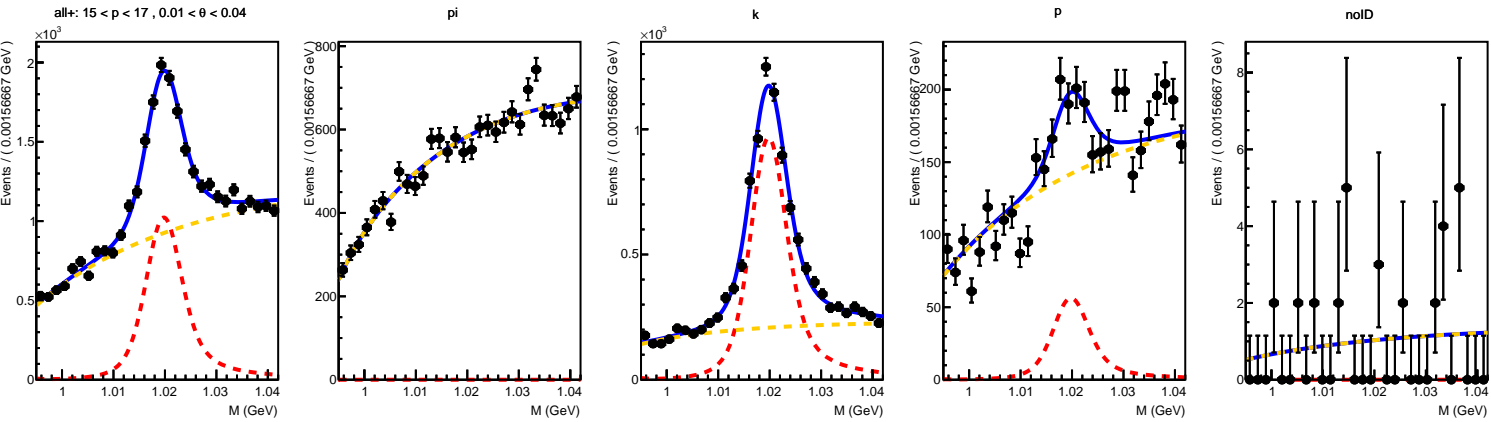 all+: 15 < p < 17 , 0.01 < θ < 0.04
×10³
Events / ( 0.00156667 GeV )
2
1.5
1
0.5
0
1 1.01 1.02 1.03 1.04
M (GeV)
pi
Events / ( 0.00156667 GeV )
800
600
400
200
0
1 1.01 1.02 1.03 1.04
M (GeV)
k
×10³
Events / ( 0.00156667 GeV )
1
0.5
0
1 1.01 1.02 1.03 1.04
M (GeV)
p
Events / ( 0.00156667 GeV )
200
150
100
50
0
1 1.01 1.02 1.03 1.04
M (GeV)
noID
Events / ( 0.00156667 GeV )
8
6
4
2
0
1 1.01 1.02 1.03 1.04
M (GeV)